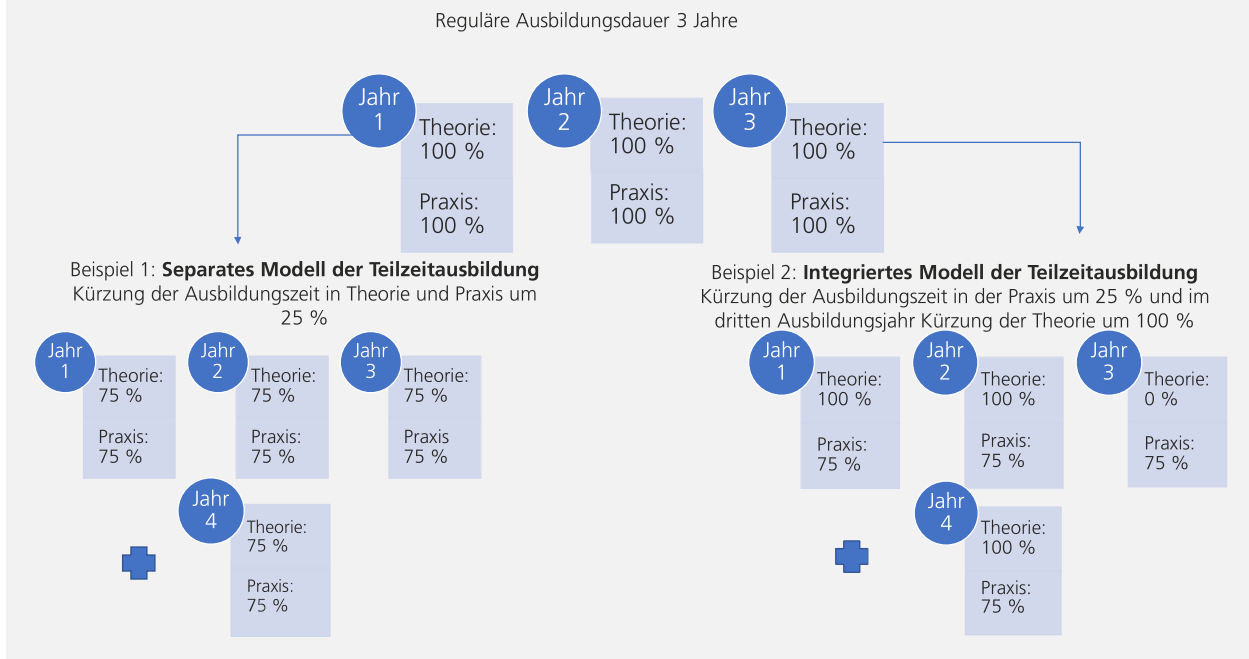 Reguläre Ausbildungsdauer 3 Jahre
Jahr
1
Theorie:
100 %
Praxis:
100 %
Jahr
2
Theorie:
100 %
Praxis:
100 %
Jahr
3
Theorie:
100 %
Praxis:
100 %
Beispiel 1: Separates Modell der Teilzeitausbildung
Kürzung der Ausbildungszeit in Theorie und Praxis um
25 %
Jahr
1
Theorie:
75 %
Praxis:
75 %
Jahr
2
Theorie:
75 %
Praxis:
75 %
Jahr
3
Theorie:
75 %
Praxis
75 %
Jahr
4
Theorie:
75 %
Praxis:
75 %
Beispiel 2: Integriertes Modell der Teilzeitausbildung
Kürzung der Ausbildungszeit in der Praxis um 25 % und im
dritten Ausbildungsjahr Kürzung der Theorie um 100 %
Jahr
1
Theorie:
100 %
Praxis:
75 %
Jahr
2
Theorie:
100 %
Praxis:
75 %
Jahr
3
Theorie:
0 %
Praxis:
75 %
Jahr
4
Theorie:
100 %
Praxis:
75 %